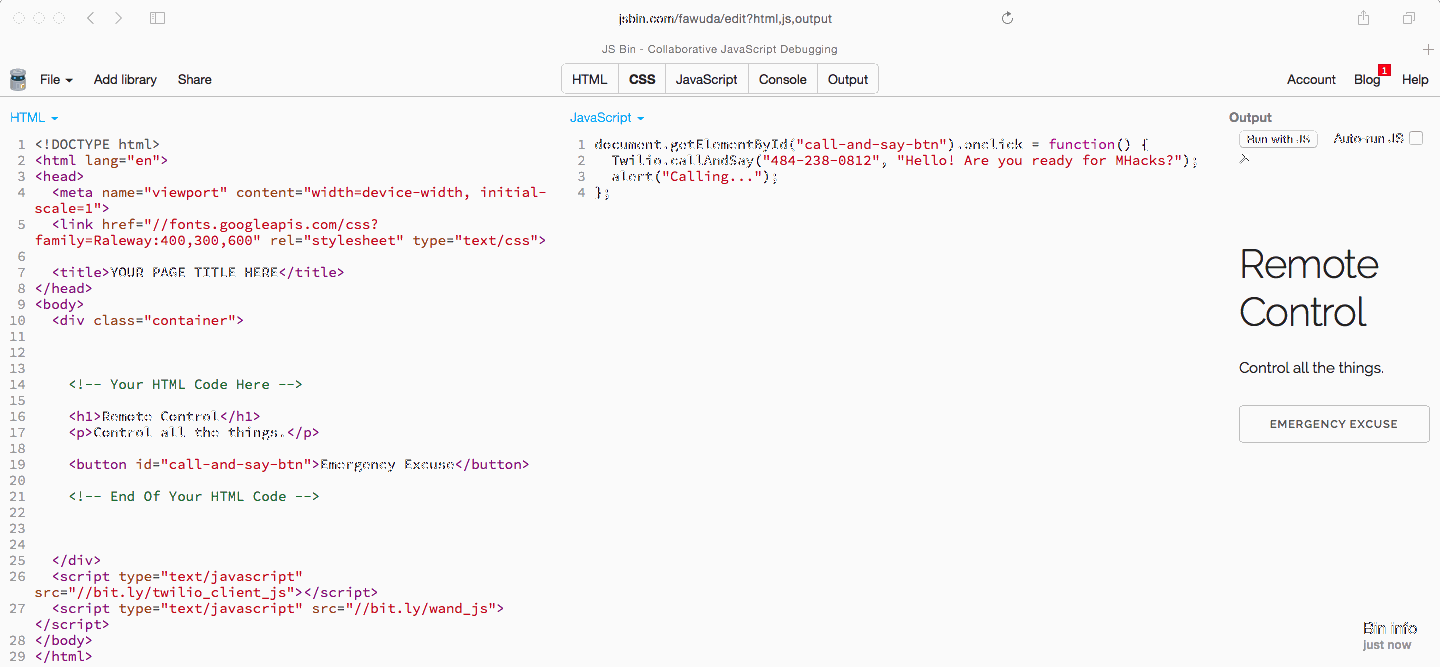 jsbin.com/fawuda/edit?html,js,output
JS Bin - Collaborative JavaScript Debugging
File Add library Share HTML CSS JavaScript Console Output Account Blog 1 Help
HTML
1 <!DOCTYPE html>
2 <html lang="en">
3 <head>
4   <meta name="viewport" content="width=device-width, initial-
scale=1">
5   <link href="//fonts.googleapis.com/css?
family=Raleway:400,300,600" rel="stylesheet" type="text/css">
6
7   <title>YOUR PAGE TITLE HERE</title>
8 </head>
9 <body>
10   <div class="container">
11
12
13
14     <!-- Your HTML Code Here -->
15
16     <h1>Remote Control</h1>
17     <p>Control all the things.</p>
18
19     <button id="call-and-say-btn">Emergency Excuse</button>
20
21     <!-- End Of Your HTML Code -->
22
23
24
25   </div>
26   <script type="text/javascript"
src="//bit.ly/twilio_client_js"></script>
27   <script type="text/javascript" src="//bit.ly/wand_js">
</script>
28 </body>
29 </html>
JavaScript
1 document.getElementById("call-and-say-btn").onclick = function() {
2   Twilio.callAndSay("484-238-0812", "Hello! Are you ready for MHacks?");
3   alert("Calling...");
4 };
Output
Run with JS Auto-run JS
Remote
Control
Control all the things.
EMERGENCY EXCUSE
Bin info
just now